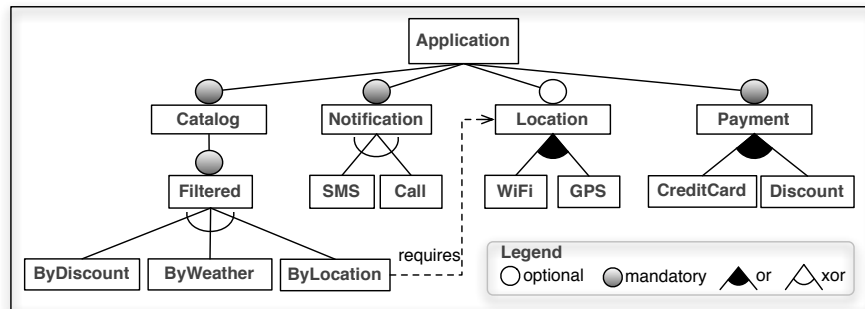 Application
Catalog Notification Location Payment
Filtered SMS Call WiFi GPS CreditCard Discount
requires
ByDiscount ByWeather ByLocation
Legend
optional mandatory or xor